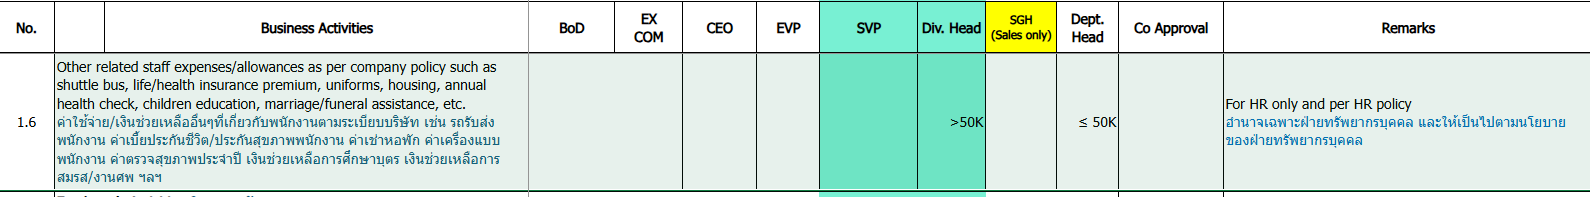 No.
Business Activities
BoD
EX
COM
CEO
EVP
SVP
Div. Head
SGH
(Sales only)
Dept.
Head
Co Approval
Remarks
1.6
Other related staff expenses/allowances as per company policy such as
shuttle bus, life/health insurance premium, uniforms, housing, annual
health check, children education, marriage/funeral assistance, etc.
ค่าใช้จ่าย/เงินช่วยเหลืออื่นๆที่เกี่ยวกับพนักงานตามระเบียบบริษัท เช่น รถรับส่ง
พนักงาน ค่าเบี้ยประกันชีวิต/ประกันสุขภาพพนักงาน ค่าเช่าหอพัก ค่าเครื่องแบบ
พนักงาน ค่าตรวจสุขภาพประจำปี เงินช่วยเหลือการศึกษาบุตร เงินช่วยเหลือการ
สมรส/งานศพ ฯลฯ
>50K
≤ 50K
For HR only and per HR policy
อำนาจเฉพาะฝ่ายทรัพยากรบุคคล และให้เป็นไปตามนโยบาย
ของฝ่ายทรัพยากรบุคคล